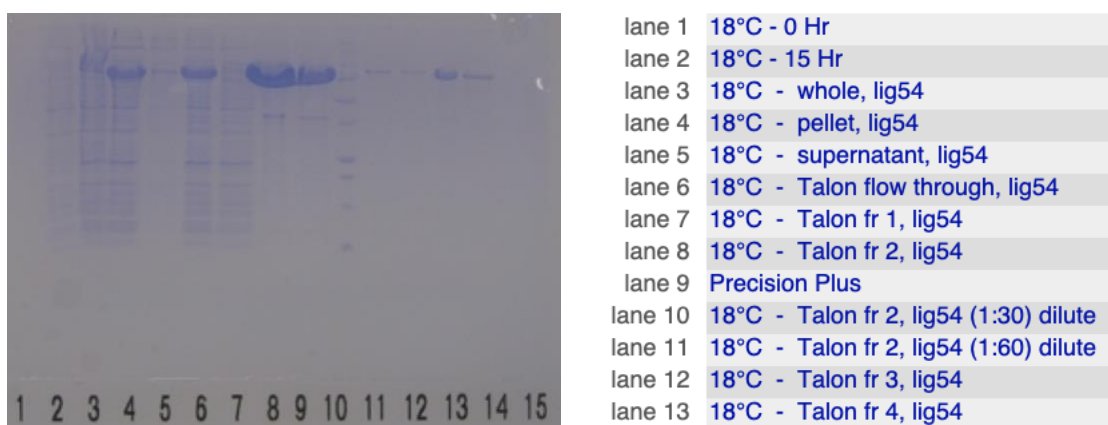 1 2 3 4 5 6 7 8 9 10 11 12 13 14 15
lane 1 18°C - 0 Hr
lane 2 18°C - 15 Hr
lane 3 18°C - whole, lig54
lane 4 18°C - pellet, lig54
lane 5 18°C - supernatant, lig54
lane 6 18°C - Talon flow through, lig54
lane 7 18°C - Talon fr 1, lig54
lane 8 18°C - Talon fr 2, lig54
lane 9 Precision Plus
lane 10 18°C - Talon fr 2, lig54 (1:30) dilute
lane 11 18°C - Talon fr 2, lig54 (1:60) dilute
lane 12 18°C - Talon fr 3, lig54
lane 13 18°C - Talon fr 4, lig54